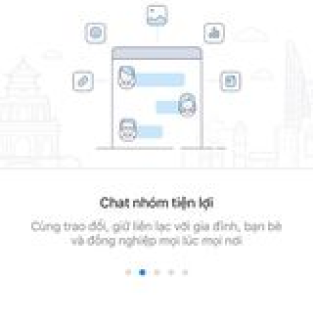 Chat nhóm tiện lợi
Cùng trao đổi, giữ liên lạc với gia đình, bạn bè
và đồng nghiệp mọi lúc mọi nơi